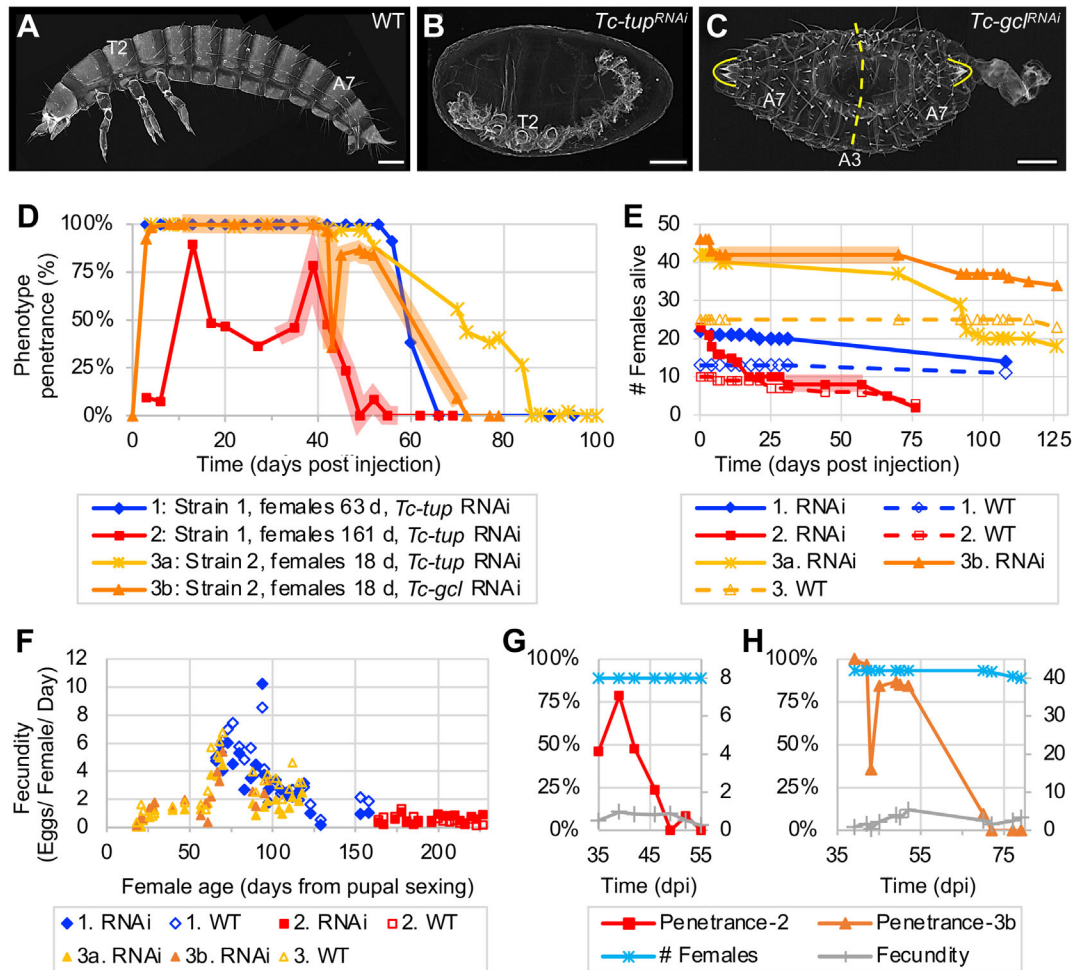 A WT T2 A7
B Tc-tup^RNAi T2
C Tc-gcl^RNAi A7 A7 A3
D
Phenotype penetrance (%)
100%
75%
50%
25%
0%
0 20 40 60 80 100
Time (days post injection)
1: Strain 1, females 63 d, Tc-tup RNAi
2: Strain 1, females 161 d, Tc-tup RNAi
3a: Strain 2, females 18 d, Tc-tup RNAi
3b: Strain 2, females 18 d, Tc-gcl RNAi
E
# Females alive
50
40
30
20
10
0
0 25 50 75 100 125
Time (days post injection)
1. RNAi 1. WT
2. RNAi 2. WT
3a. RNAi 3b. RNAi
3. WT
F
Fecundity
(Eggs/ Female/ Day)
12
10
8
6
4
2
0
0 50 100 150 200
Female age (days from pupal sexing)
1. RNAi 1. WT 2. RNAi 2. WT
3a. RNAi 3b. RNAi 3. WT
G
100% 8
75% 6
50% 4
25% 2
0% 0
35 45 55
Time (dpi)
H
100%
75%
50%
25%
0%
40
30
20
10
0
35 55 75
Time (dpi)
Penetrance-2 Penetrance-3b
# Females Fecundity